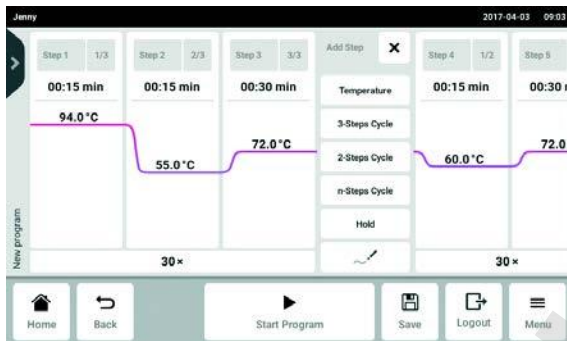 Jenny 2017-04-03 09:03
Step 1 1/3 Step 2 2/3 Step 3 3/3 Add Step X Step 4 1/2 Step 5
00:15 min 00:15 min 00:30 min 00:15 min 00:30
Temperature
94.0°C
3-Steps Cycle
72.0°C 72.0
55.0°C 2-Steps Cycle 60.0°C
n-Steps Cycle
Hold
New program
30× 30×
Home Back Start Program Save Logout Menu